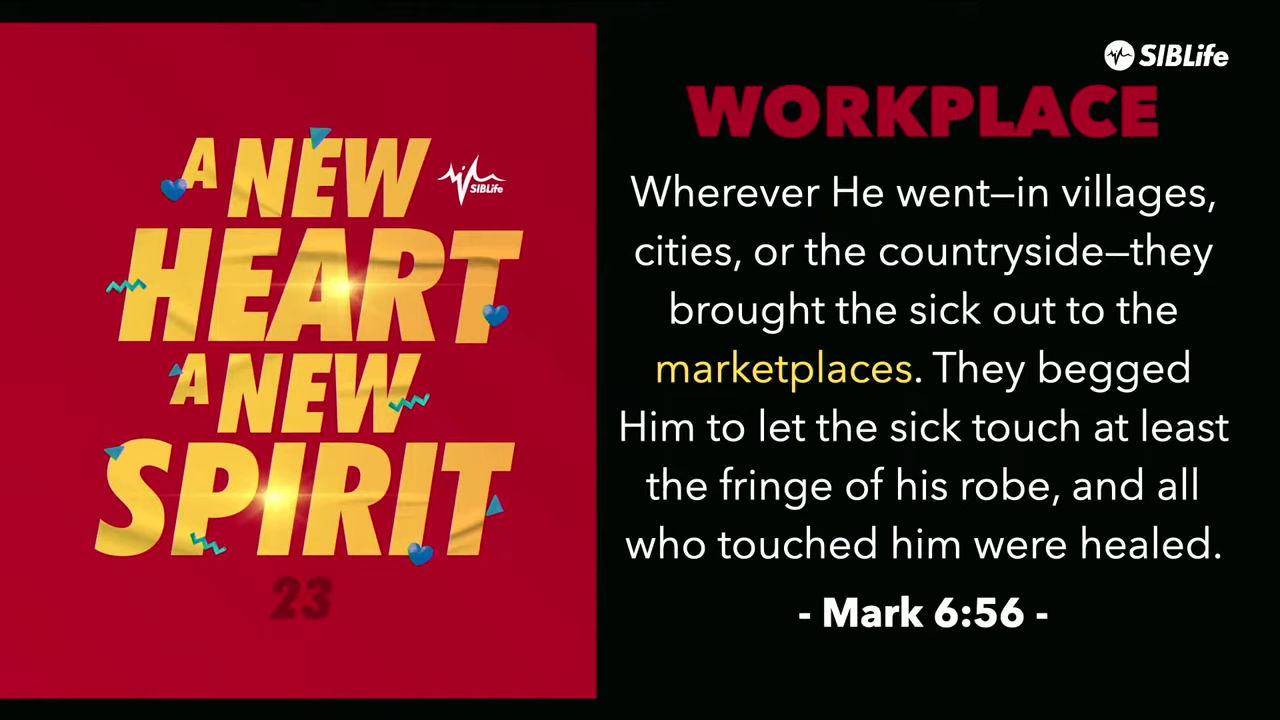 A NEW
SIBLife
HEART
A NEW
SPIRIT
23
SIBLife
WORKPLACE
Wherever He went—in villages,
cities, or the countryside—they
brought the sick out to the
marketplaces. They begged
Him to let the sick touch at least
the fringe of his robe, and all
who touched him were healed.
- Mark 6:56 -